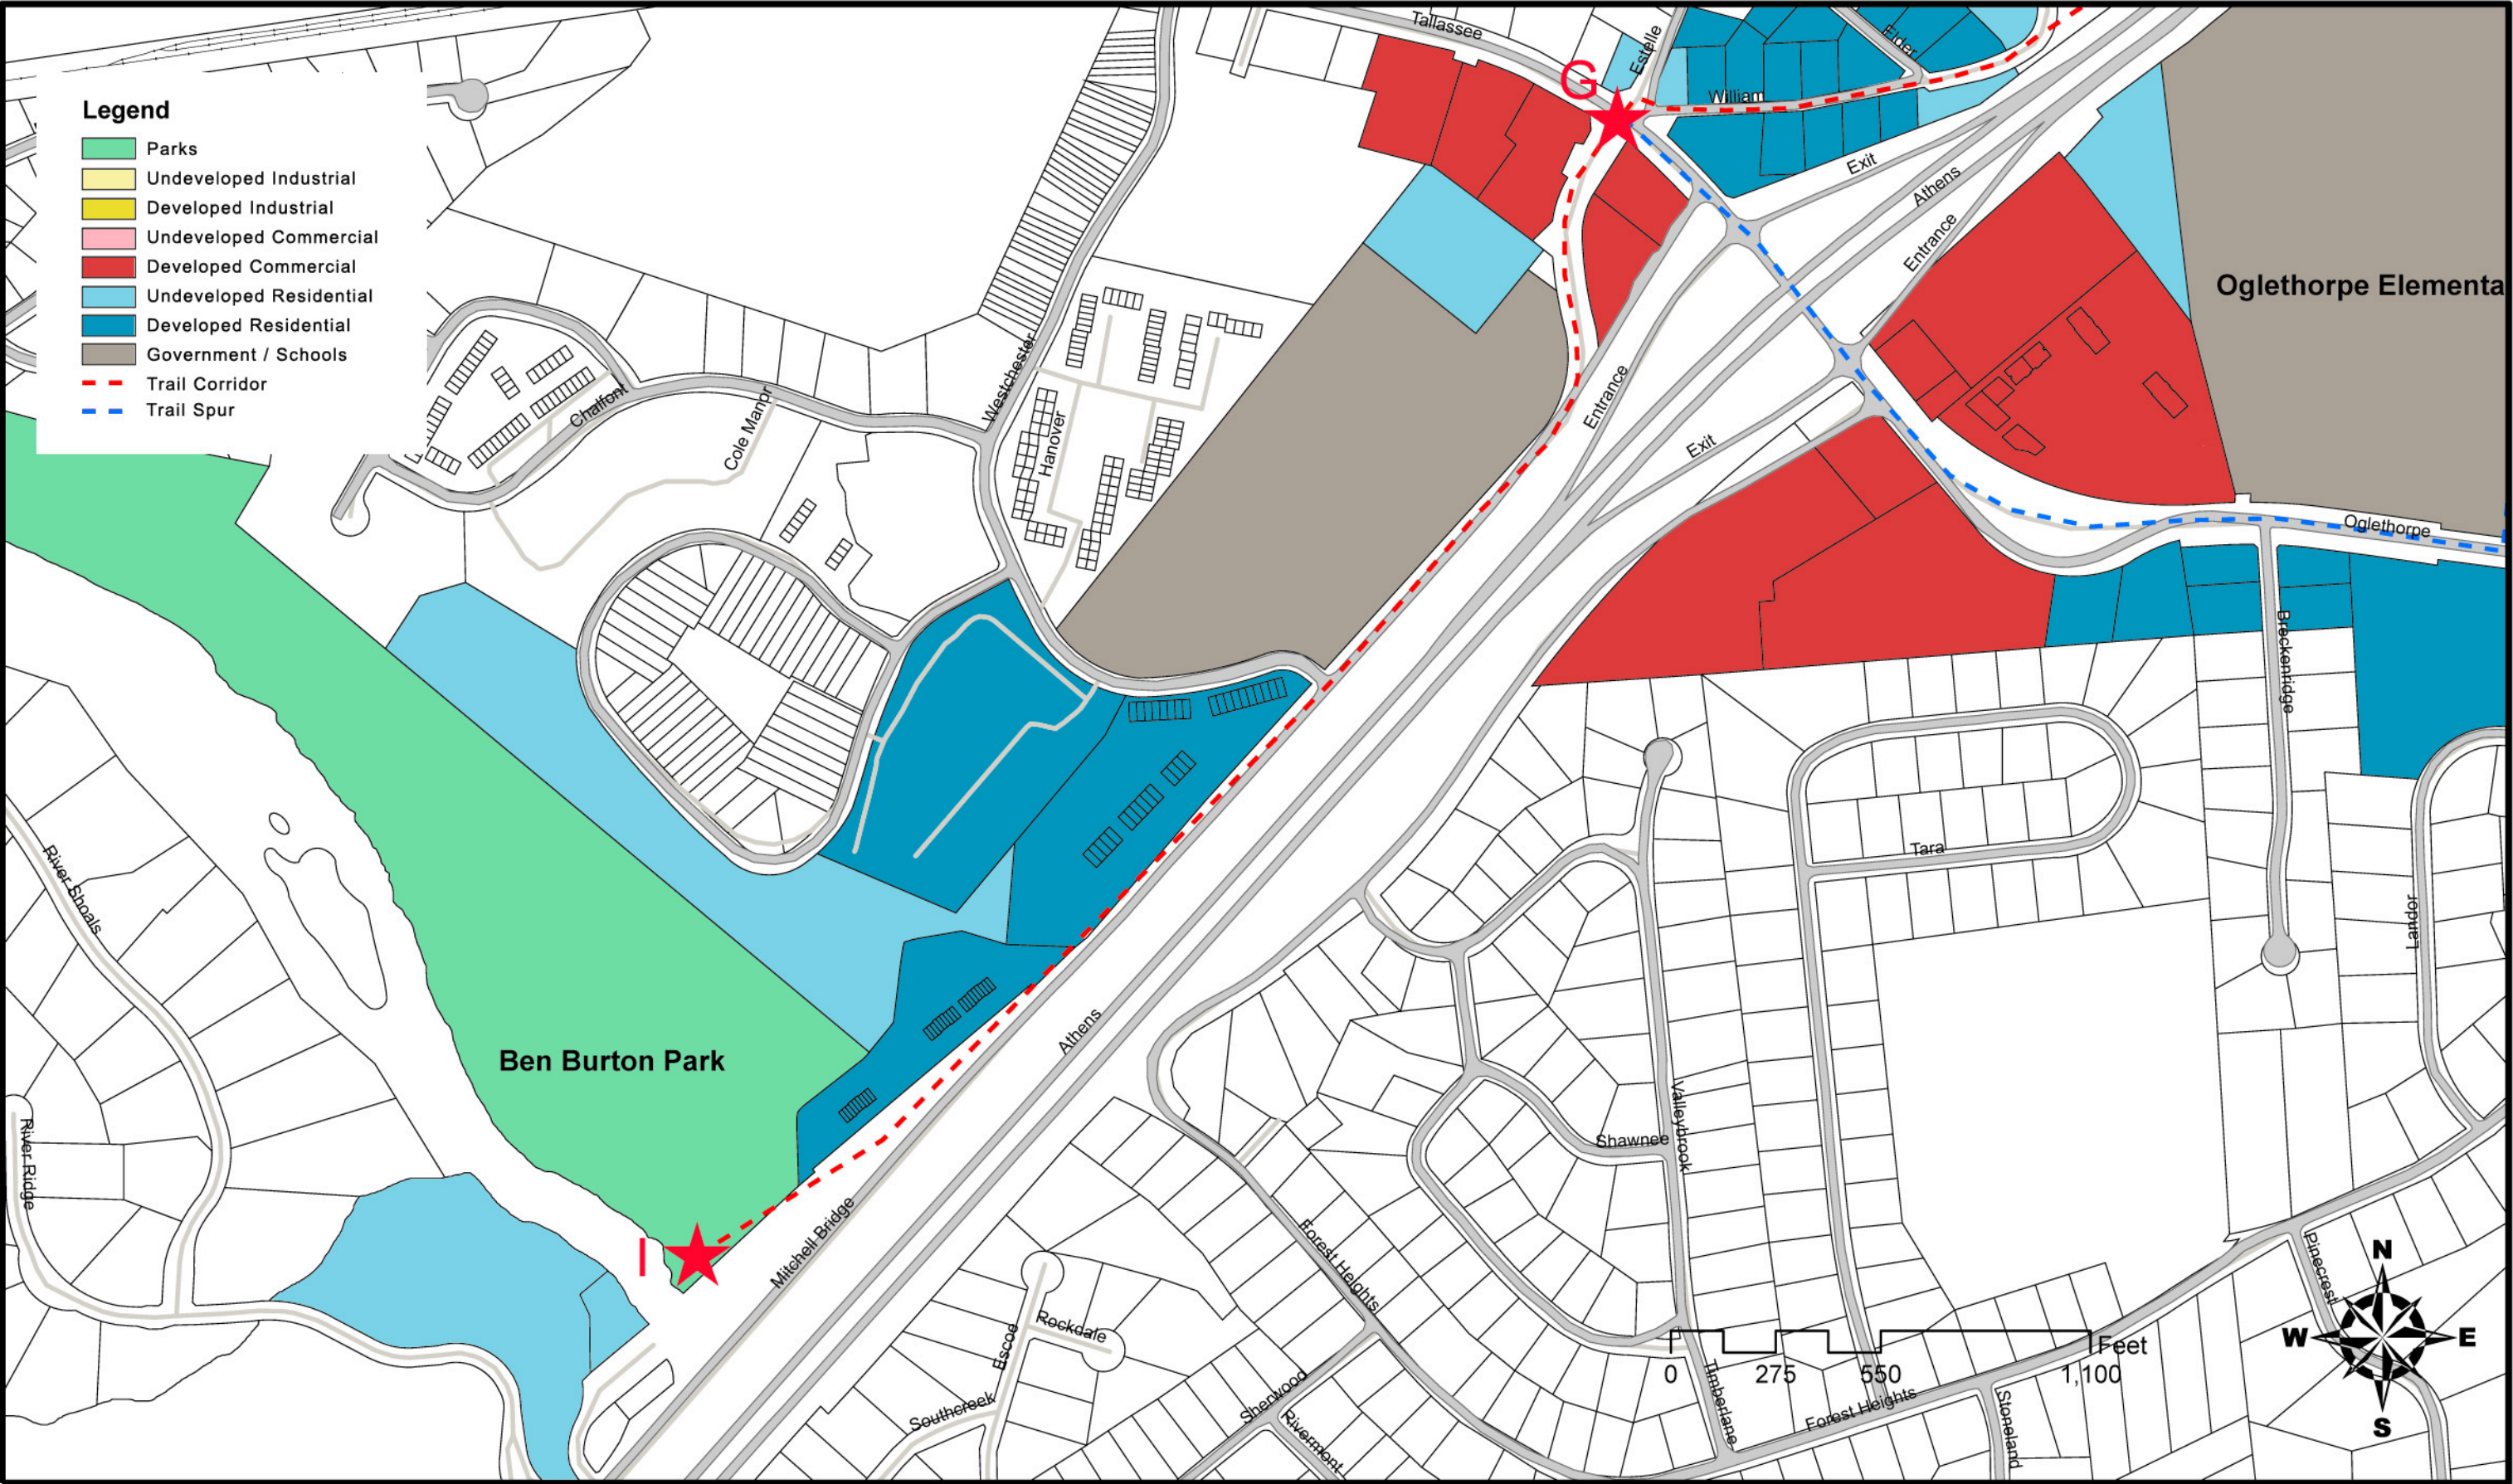 Tallassee
Estelle
Elder
G
William
Legend
Parks
Undeveloped Industrial
Developed Industrial
Undeveloped Commercial
Developed Commercial
Undeveloped Residential
Developed Residential
Government / Schools
Trail Corridor
Trail Spur
Exit
Athens
Entrance
Oglethorpe Elementa
Westchester
Chalfont
Cole Manor
Hanover
Entrance
Exit
Oglethorpe
Breckenridge
River Shoals
Tara
Landor
Athens
Ben Burton Park
River Ridge
Valleybrook
Shawnee
Mitchell Bridge
I
Forest Heights
Pinecrest
N
W
E
S
Rockdale
Escoe
Feet
0
275
550
1,100
Southcreek
Sherwood
Rivermont
Timberlane
Forest Heights
Stoneland